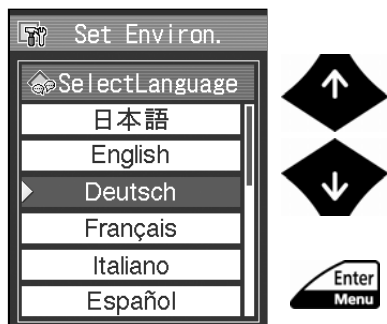 Set Environ.
SelectLanguage
日本語
English
Deutsch
Français
Italiano
Español
Enter
Menu